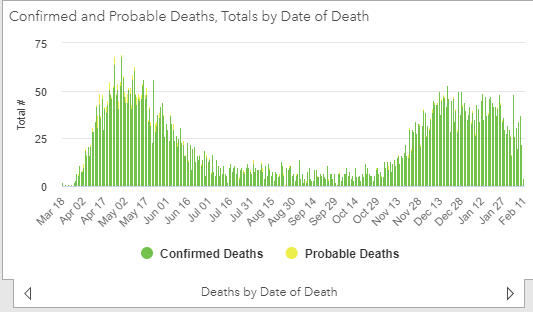 Confirmed and Probable Deaths, Totals by Date of Death
Total #
75
50
25
0
Mar 18
Apr 02
Apr 17
May 02
May 17
Jun 01
Jun 16
Jul 01
Jul 16
Jul 31
Aug 15
Aug 30
Sep 14
Sep 29
Oct 14
Oct 29
Nov 13
Nov 28
Dec 13
Dec 28
Jan 12
Jan 27
Feb 11
Confirmed Deaths
Probable Deaths
Deaths by Date of Death